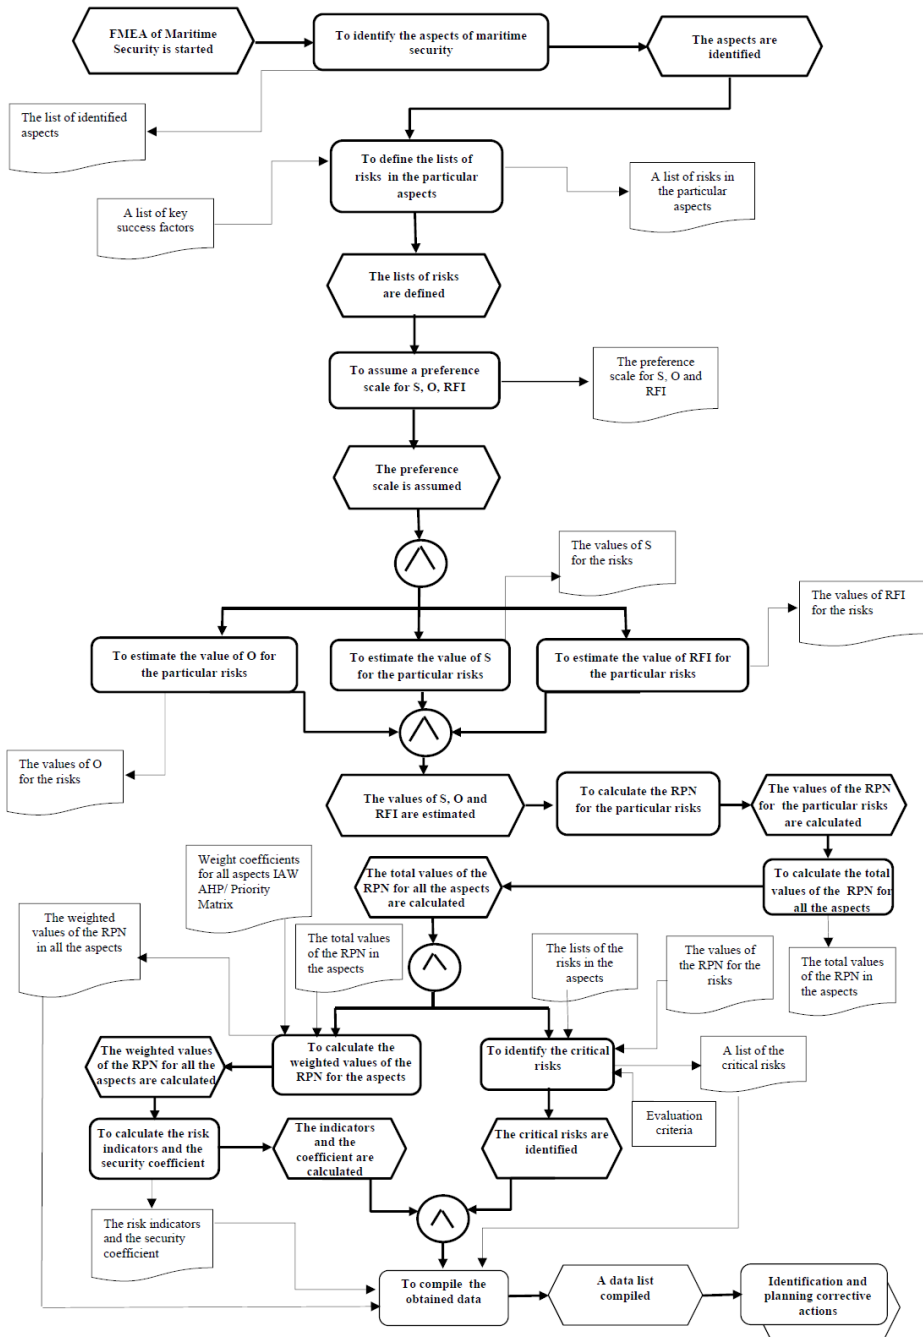 FMEA of Maritime
Security is started
To identify the aspects of maritime
security
The aspects are
identified
The list of identified
aspects
To define the lists of
risks in the particular
aspects
A list of risks in
the particular
aspects
A list of key
success factors
The lists of risks
are defined
To assume a preference
scale for S, O, RFI
The preference
scale for S, O and
RFI
The preference
scale is assumed
The values of S
for the risks
The values of RFI
for the risks
To estimate the value of O for
the particular risks
To estimate the value of S
for the particular risks
To estimate the value of RFI for
the particular risks
The values of O
for the risks
The values of S, O and
RFI are estimated
To calculate the RPN
for the particular risks
The values of the RPN
for the particular risks
are calculated
Weight coefficients
for all aspects IAW
AHP/ Priority
Matrix
The total values of the
RPN for all the aspects
are calculated
To calculate the total
values of the RPN for
all the aspects
The weighted
values of the RPN
in all the aspects
The total values
of the RPN in
the aspects
The lists of the
risks in the
aspects
The values of
the RPN for the
risks
The total values
of the RPN in the
aspects
The weighted values
of the RPN for all the
aspects are calculated
To calculate the
weighted values of the
RPN for the aspects
To identify the critical
risks
A list of the
critical risks
Evaluation
criteria
To calculate the risk
indicators and the
security coefficient
The indicators
and the
coefficient are
calculated
The critical risks are
identified
The risk indicators
and the security
coefficient
To compile the
obtained data
A data list
compiled
Identification and
planning corrective
actions